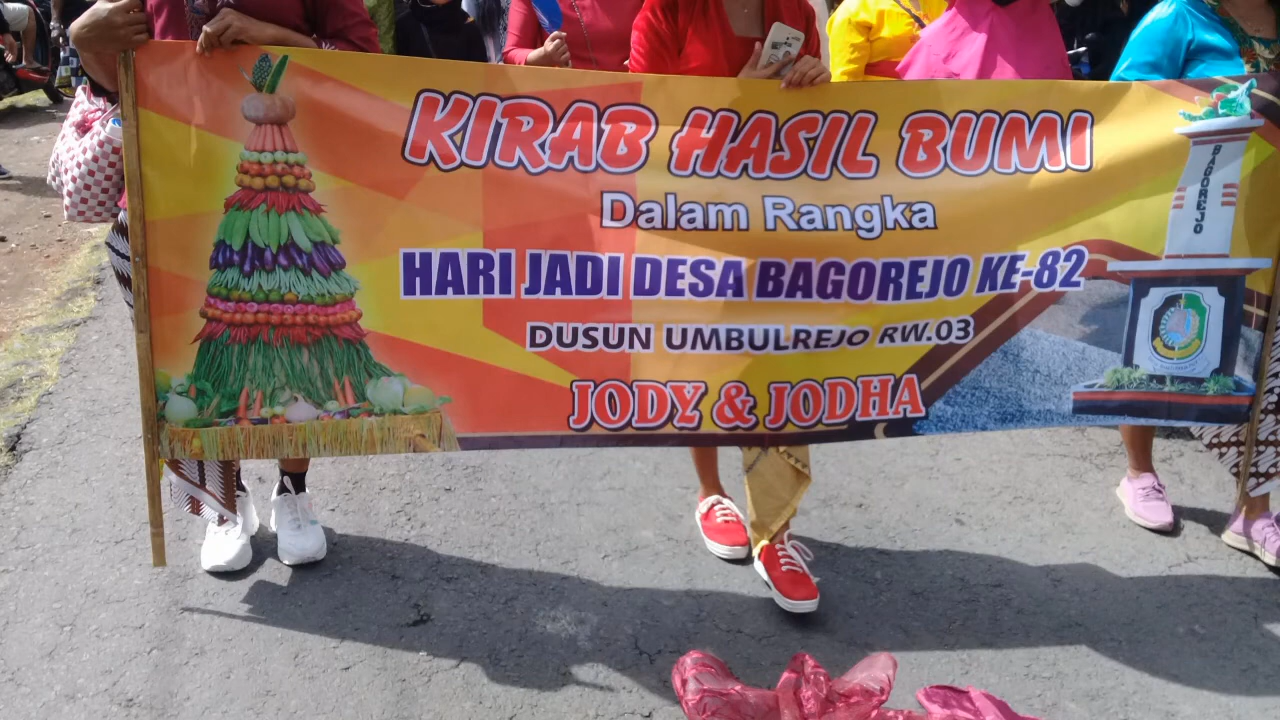 KIRAB HASIL BUMI
Dalam Rangka
HARI JADI DESA BAGOREJO KE-82
DUSUN UMBULREJO RW.03
JODY & JODHA
BAGOREJO